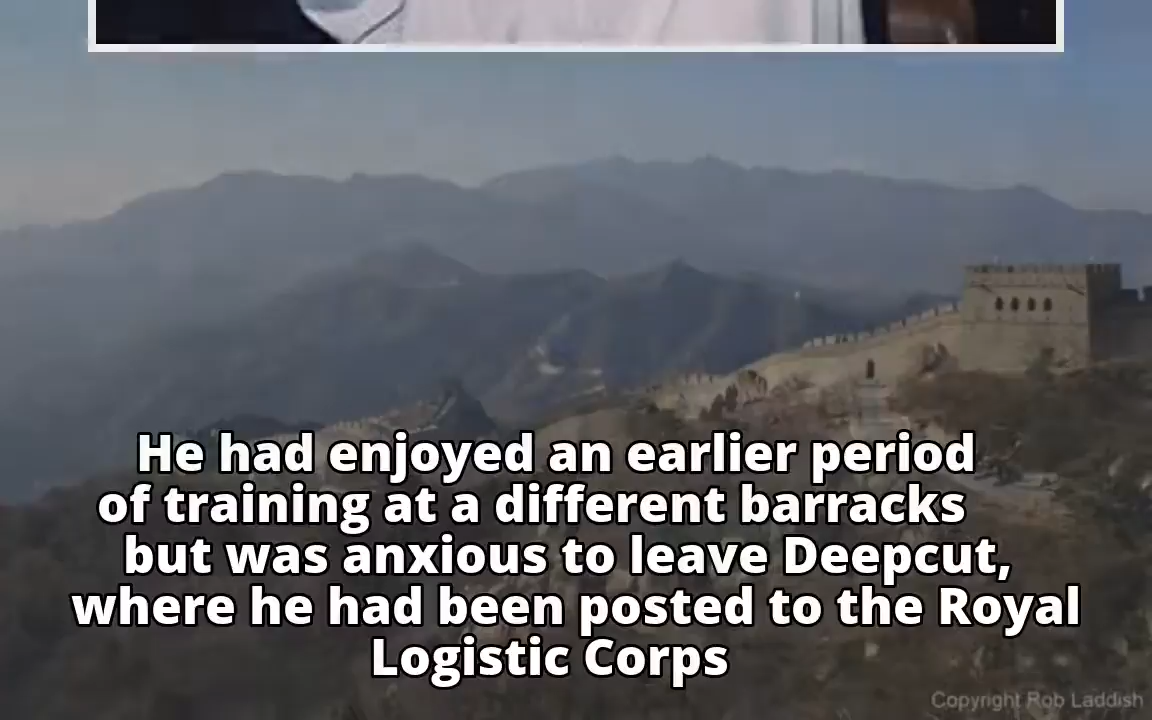 He had enjoyed an earlier period
of training at a different barracks
but was anxious to leave Deepcut,
where he had been posted to the Royal
Logistic Corps
Copyright Rob Laddish